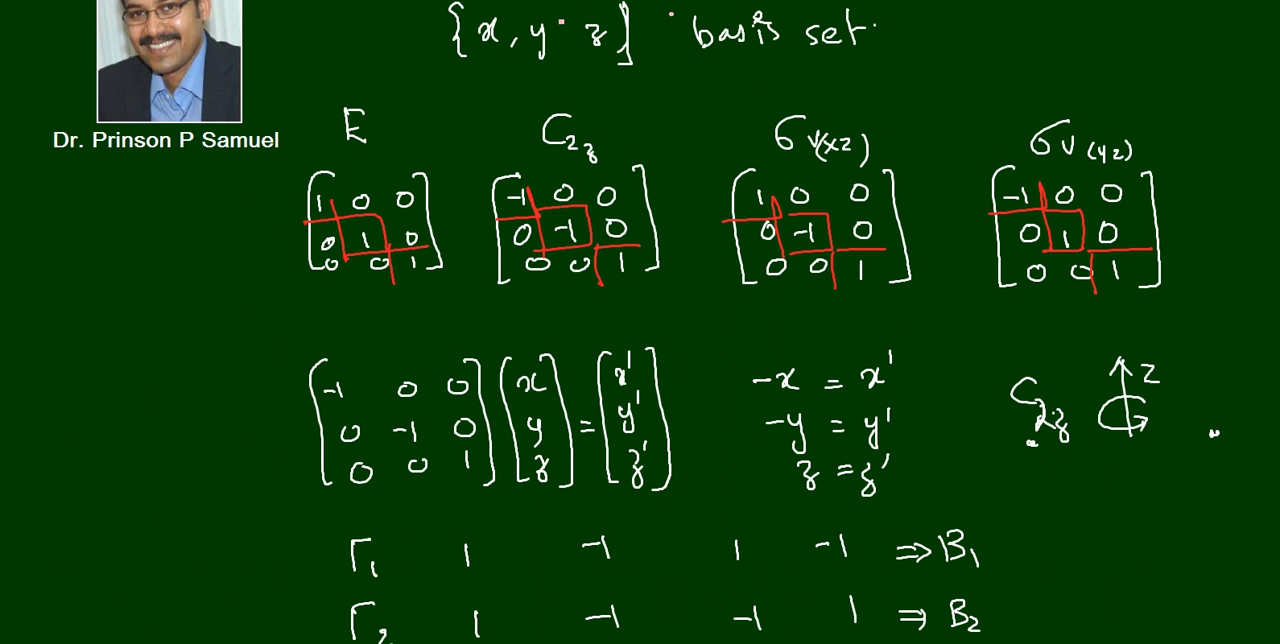 {x, y z} basis set.
Dr. Prinson P Samuel
E C₂z σv(xz) σv(yz)
[1 0 0] [-1 0 0] [1 0 0] [-1 0 0]
[0 1 0] [0 -1 0] [0 -1 0] [0 1 0]
[0 0 1] [0 0 1] [0 0 1] [0 0 1]
[-1 0 0] [x] [x'] -x = x' C₂z z
[0 -1 0] [y] = [y'] -y = y'
[0 0 1] [z] [z'] z = z'
Γ₁ 1 -1 1 -1 ⇒ B₁
Γ₂ 1 -1 -1 1 ⇒ B₂